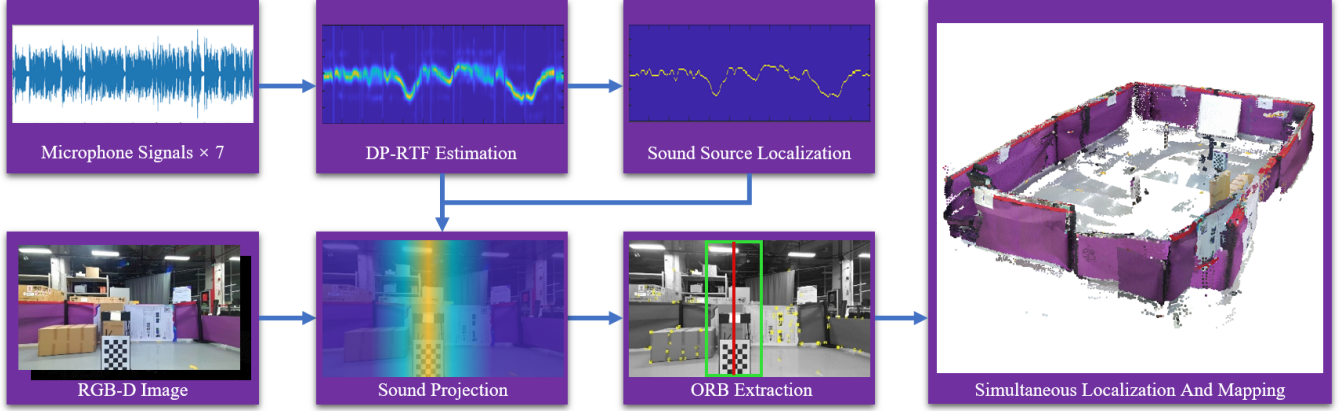 Microphone Signals × 7
DP-RTF Estimation
Sound Source Localization
RGB-D Image
Sound Projection
ORB Extraction
Simultaneous Localization And Mapping